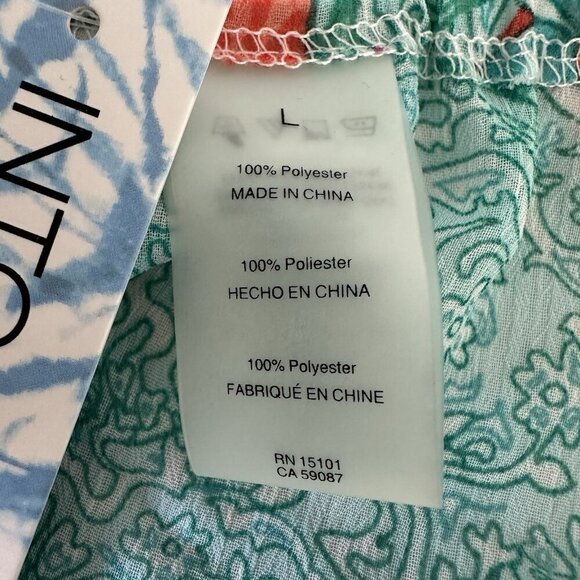 INTO
L
100% Polyester
MADE IN CHINA
100% Poliester
HECHO EN CHINA
100% Polyester
FABRIQUÉ EN CHINE
RN 15101
CA 59087